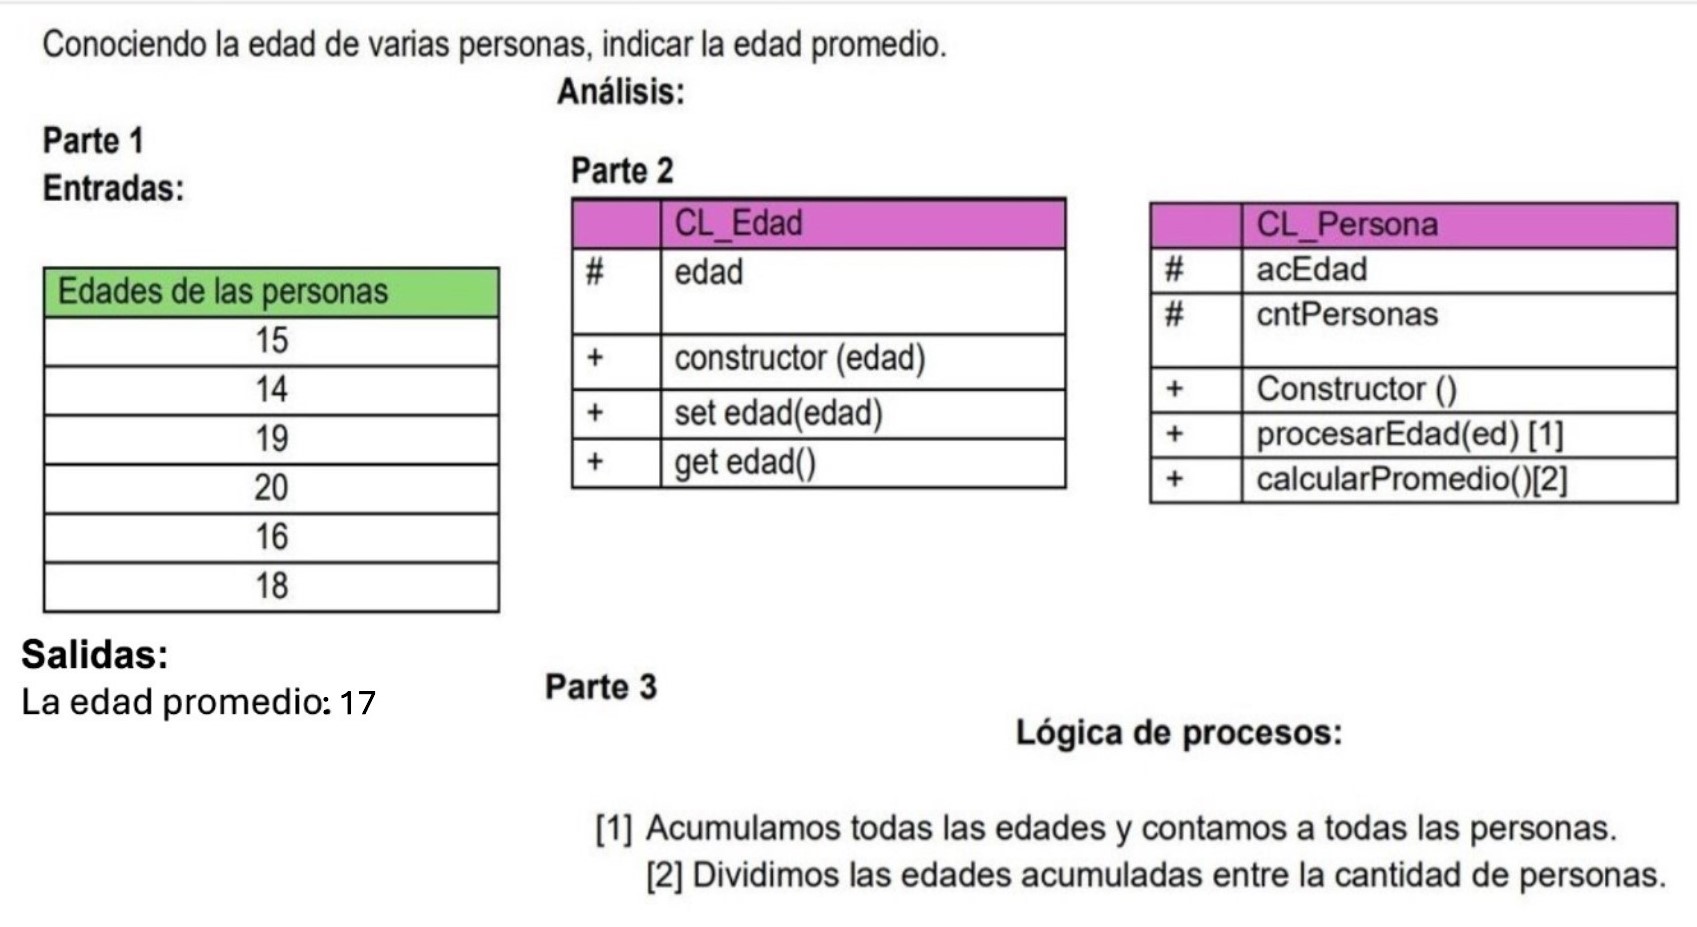 Conociendo la edad de varias personas, indicar la edad promedio.
Análisis:
Parte 1
Entradas:
Edades de las personas
15
14
19
20
16
18
Salidas:
La edad promedio: 17
Parte 2
CL_Edad
# edad
+ constructor (edad)
+ set edad(edad)
+ get edad()
CL_Persona
# acEdad
# cntPersonas
+ Constructor ()
+ procesarEdad(ed) [1]
+ calcularPromedio()[2]
Parte 3
Lógica de procesos:
[1] Acumulamos todas las edades y contamos a todas las personas.
[2] Dividimos las edades acumuladas entre la cantidad de personas.